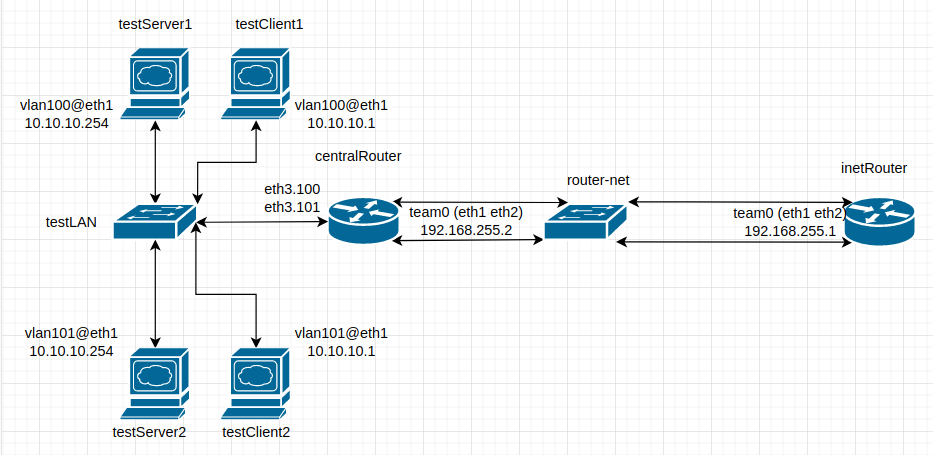 testServer1
testClient1
vlan100@eth1
10.10.10.254
vlan100@eth1
10.10.10.1
centralRouter
inetRouter
router-net
eth3.100
eth3.101
testLAN
team0 (eth1 eth2)
192.168.255.2
team0 (eth1 eth2)
192.168.255.1
vlan101@eth1
10.10.10.254
vlan101@eth1
10.10.10.1
testServer2
testClient2